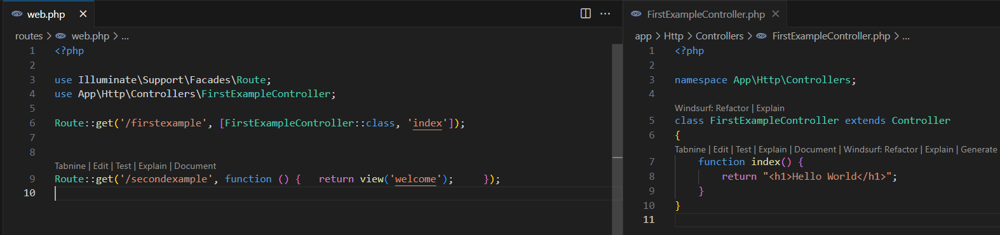 web.php
routes > web.php > ...
1 <?php
2
3 use Illuminate\Support\Facades\Route;
4 use App\Http\Controllers\FirstExampleController;
5
6 Route::get('/firstexample', [FirstExampleController::class, 'index']);
7
8
Tabnine | Edit | Test | Explain | Document
9 Route::get('/secondexample', function () {   return view('welcome');     });
10
FirstExampleController.php
app > Http > Controllers > FirstExampleController.php > ...
1 <?php
2
3 namespace App\Http\Controllers;
4
Windsurf: Refactor | Explain
5 class FirstExampleController extends Controller
6 {
Tabnine | Edit | Test | Explain | Document | Windsurf: Refactor | Explain | Generate
7     function index() {
8         return "<h1>Hello World</h1>";
9     }
10 }
11